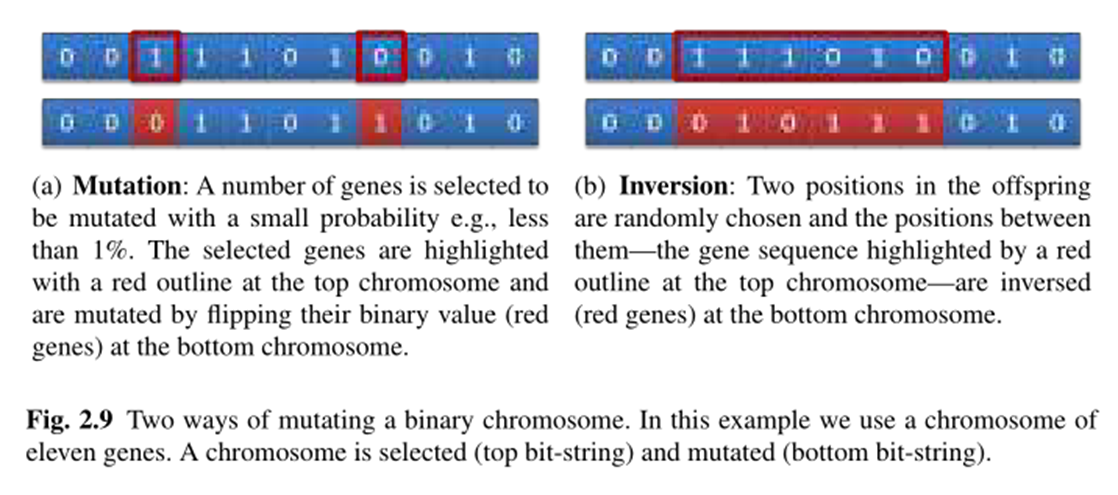 0 0 1 1 1 0 1 0 0 1 0
0 0 0 1 1 0 1 1 0 1 0
(a) Mutation: A number of genes is selected to
be mutated with a small probability e.g., less
than 1%. The selected genes are highlighted
with a red outline at the top chromosome and
are mutated by flipping their binary value (red
genes) at the bottom chromosome.
0 0 1 1 1 0 1 0 0 1 0
0 0 0 1 0 1 1 1 0 1 0
(b) Inversion: Two positions in the offspring
are randomly chosen and the positions between
them—the gene sequence highlighted by a red
outline at the top chromosome—are inversed
(red genes) at the bottom chromosome.
Fig. 2.9 Two ways of mutating a binary chromosome. In this example we use a chromosome of
eleven genes. A chromosome is selected (top bit-string) and mutated (bottom bit-string).